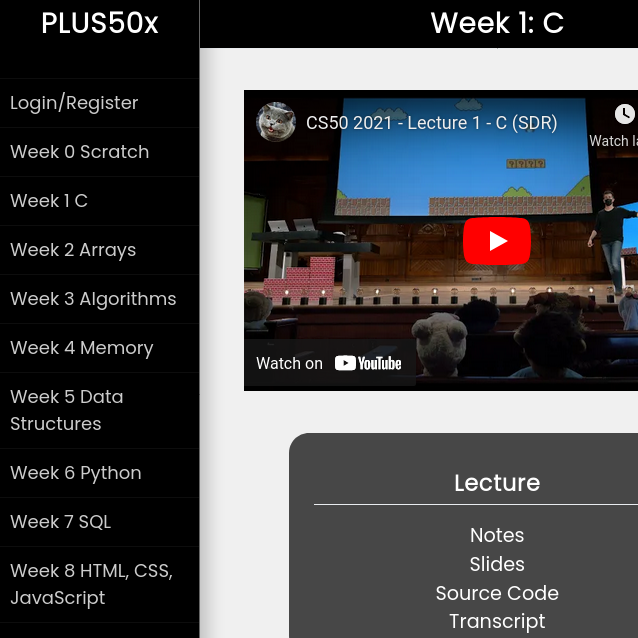 PLUS50x
Week 1: C
Login/Register
Week 0 Scratch
Week 1 C
Week 2 Arrays
Week 3 Algorithms
Week 4 Memory
Week 5 Data
Structures
Week 6 Python
Week 7 SQL
Week 8 HTML, CSS,
JavaScript
CS50 2021 - Lecture 1 - C (SDR)
Watch la
Watch on YouTube
Lecture
Notes
Slides
Source Code
Transcript